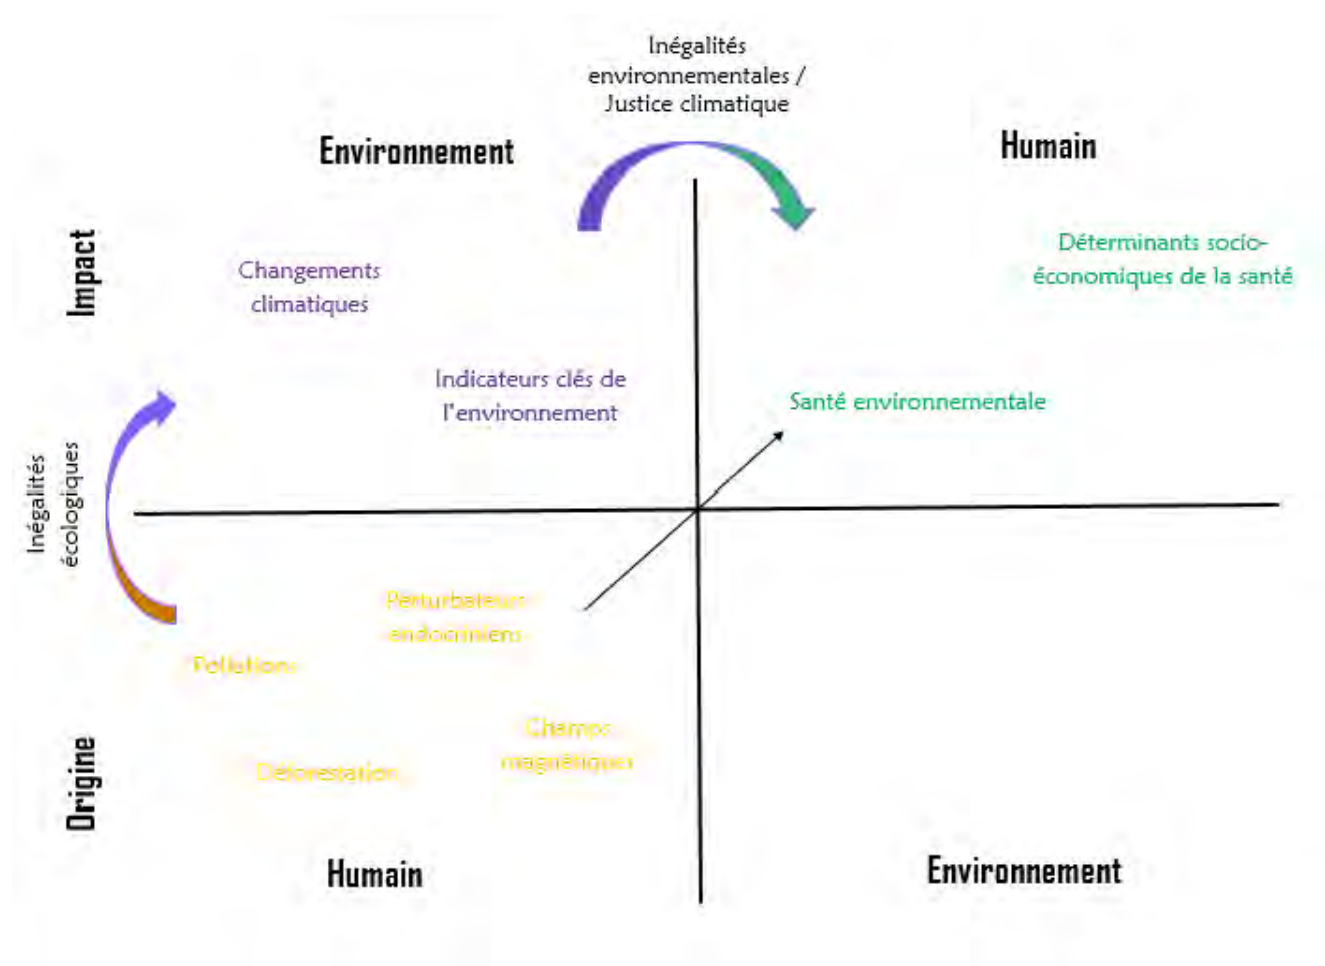 Inégalités
environnementales /
Justice climatique
Environnement
Humain
Impact
Changements
climatiques
Déterminants socio-
économiques de la santé
Indicateurs clés de
l'environnement
Santé environnementale
Inégalités
écologiques
Perturbateurs
endocriniens
Pollution
Champs
magnétiques
Déforestation
Origine
Humain
Environnement